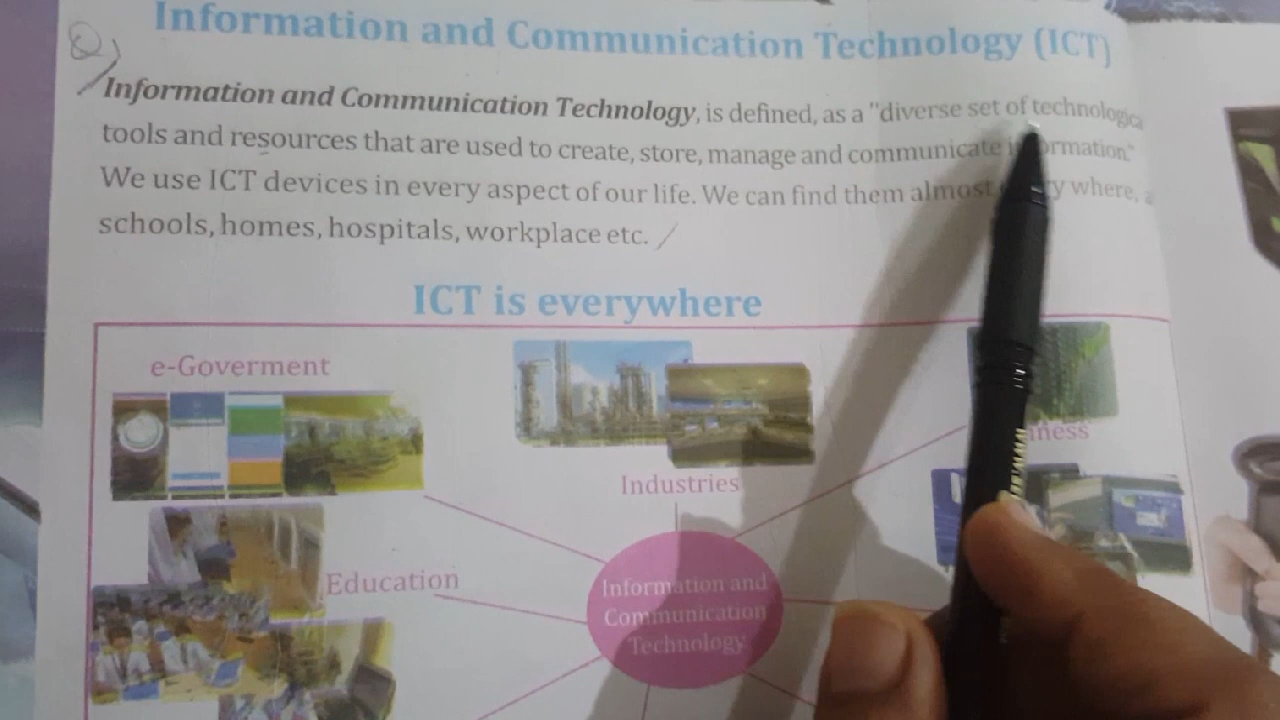 Information and Communication Technology (ICT)
Q)
Information and Communication Technology, is defined, as a "diverse set of technologica
tools and resources that are used to create, store, manage and communicate information"
We use ICT devices in every aspect of our life. We can find them almost where,
schools, homes, hospitals, workplace etc.
ICT is everywhere
e-Goverment
Industries
Education
Information and
Communication
Technology